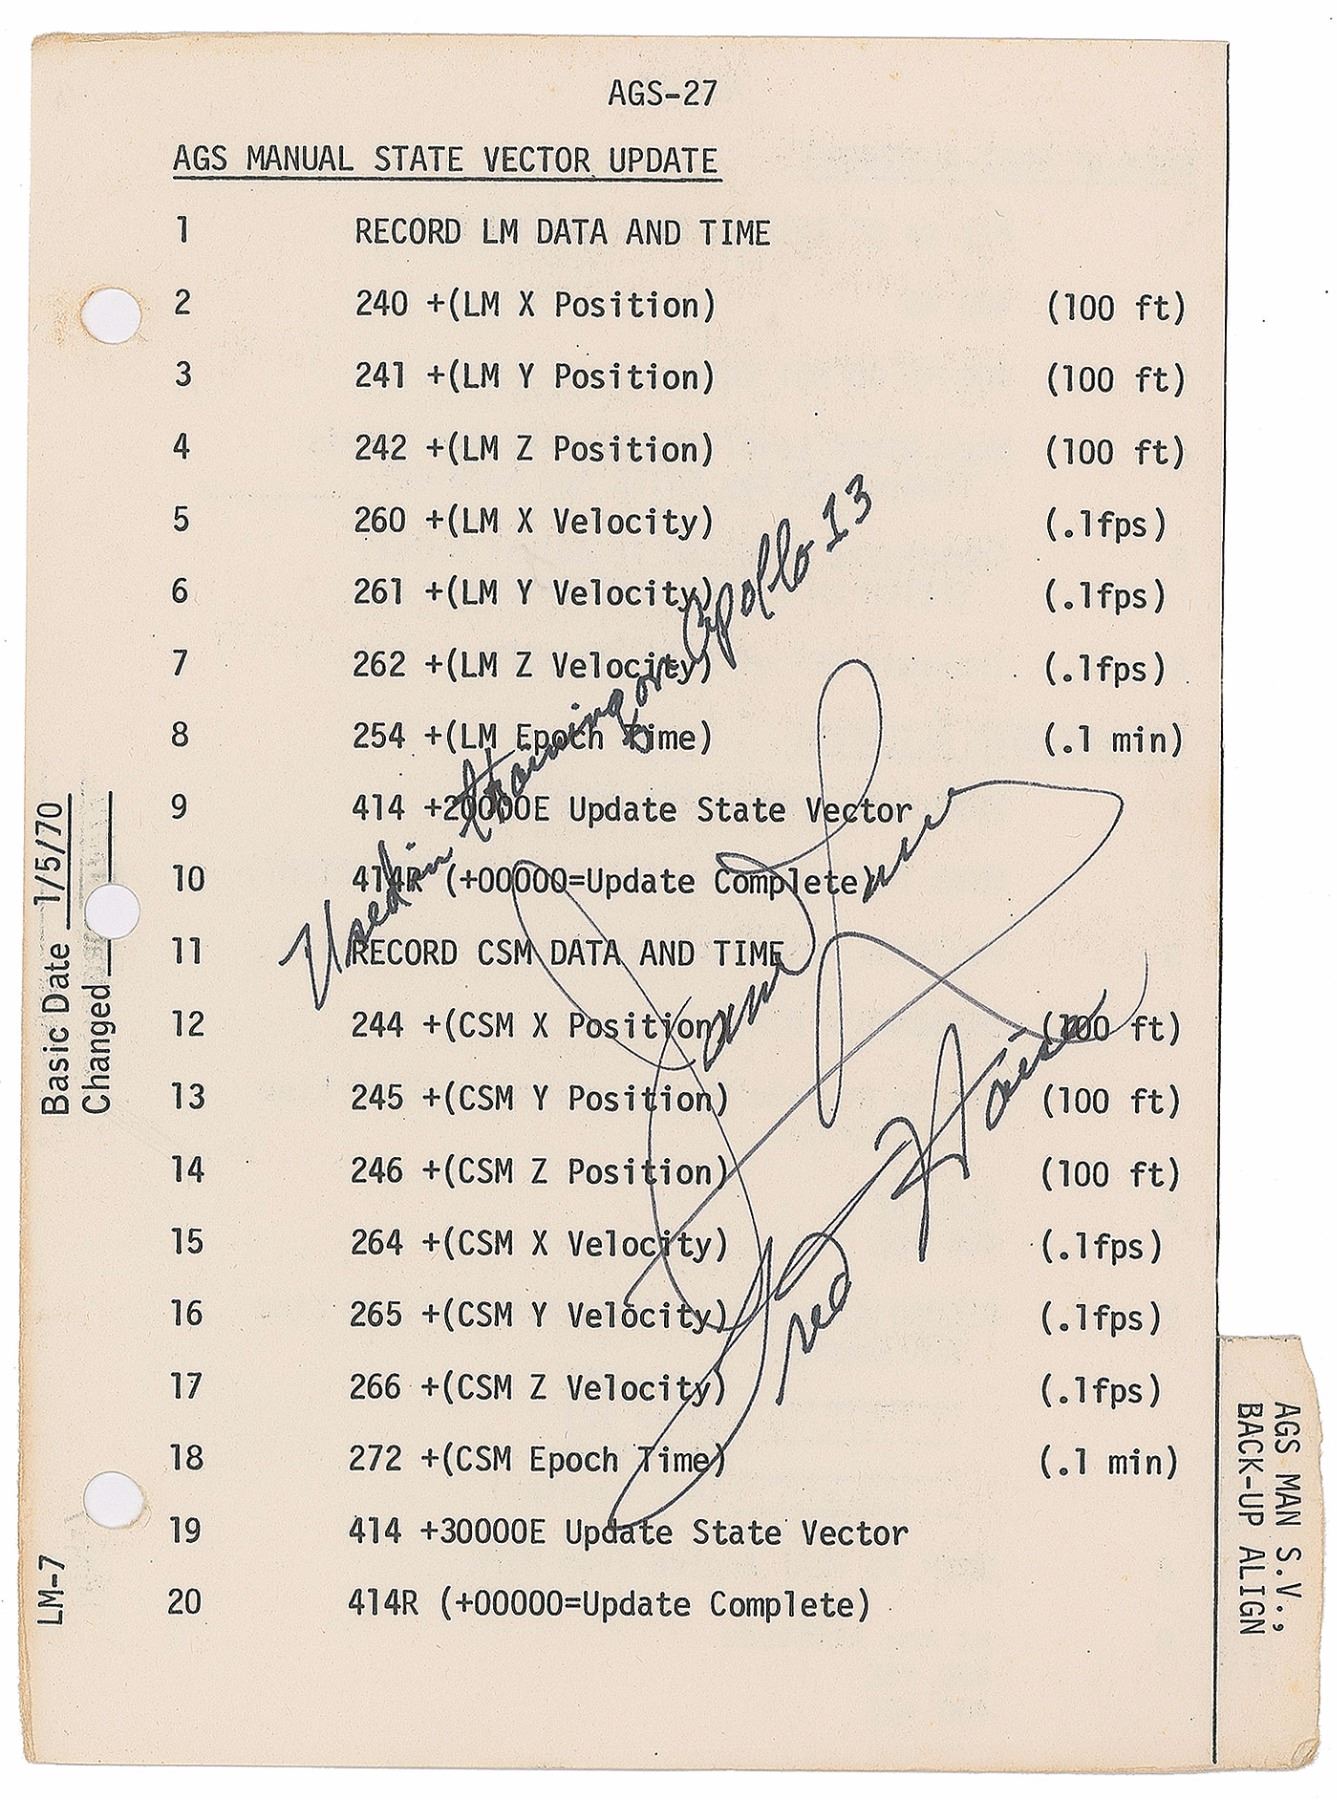 AGS-27
AGS MANUAL STATE VECTOR UPDATE
1 RECORD LM DATA AND TIME
2 240 +(LM X Position) (100 ft)
3 241 +(LM Y Position) (100 ft)
4 242 +(LM Z Position) (100 ft)
5 260 +(LM X Velocity) (.1fps)
6 261 +(LM Y Velocity) (.1fps)
7 262 +(LM Z Velocity) (.1fps)
8 254 +(LM Epoch Time) (.1 min)
9 414 +20000E Update State Vector
10 414R (+00000=Update Complete)
11 RECORD CSM DATA AND TIME
12 244 +(CSM X Position) (100 ft)
13 245 +(CSM Y Position) (100 ft)
14 246 +(CSM Z Position) (100 ft)
15 264 +(CSM X Velocity) (.1fps)
16 265 +(CSM Y Velocity) (.1fps)
17 266 +(CSM Z Velocity) (.1fps)
18 272 +(CSM Epoch Time) (.1 min)
19 414 +30000E Update State Vector
20 414R (+00000=Update Complete)
Used in training on Apollo 13
James Lovell
Fred Haise
Basic Date 1/5/70
Changed
LM-7
AGS MAN S.V.,
BACK-UP ALIGN